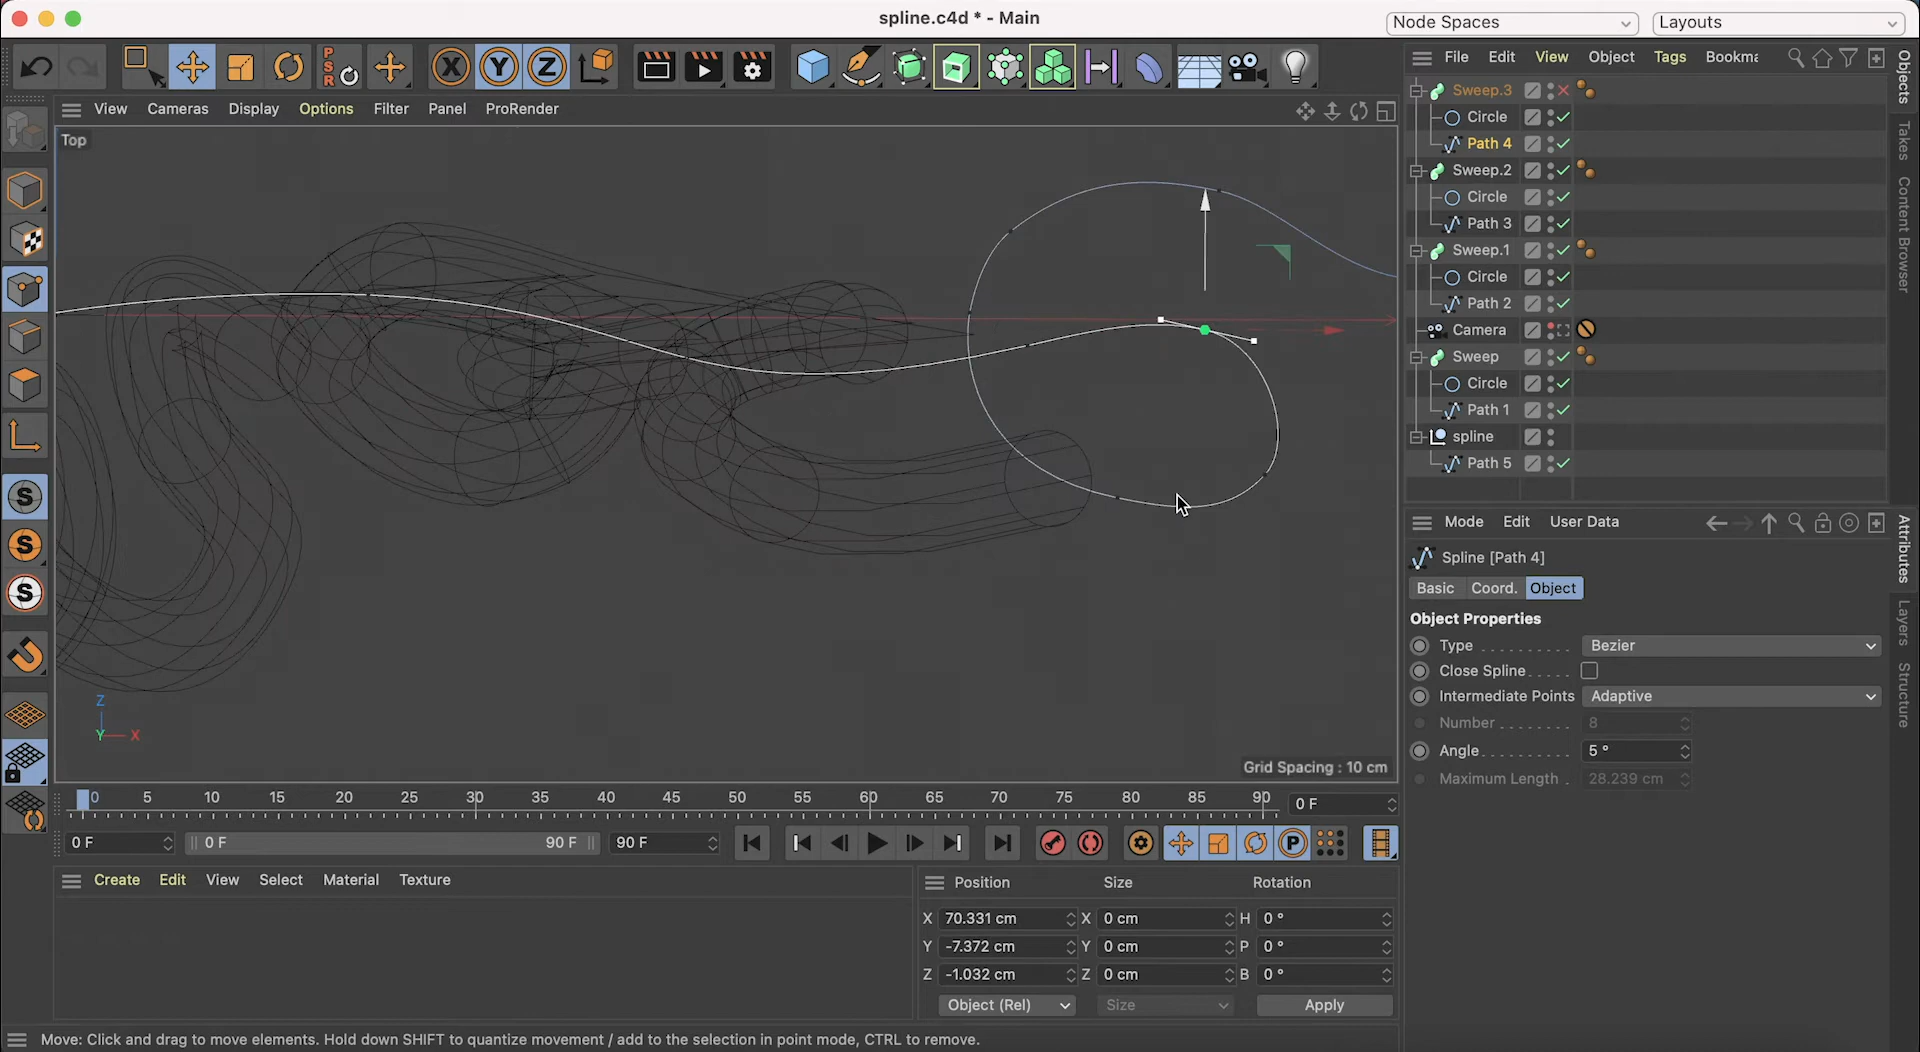 spline.c4d * - Main
Node Spaces
Layouts
PSR
X
Y
Z
File Edit View Object Tags Bookma
View Cameras Display Options Filter Panel ProRender
Top
Sweep.3
Circle
Path 4
Sweep.2
Circle
Path 3
Sweep.1
Circle
Path 2
Camera
Sweep
Circle
Path 1
spline
Path 5
Objects
Takes
Content Browser
S
S
S
Z
Y X
Grid Spacing : 10 cm
Mode Edit User Data
Spline [Path 4]
Basic Coord. Object
Object Properties
Type . . . . . . . . . . Bezier
Close Spline. . . . .
Intermediate Points Adaptive
Number . . . . . . . 8
Angle. . . . . . . . . 5 °
Maximum Length . 28.239 cm
Attributes
Layers
Structure
0 5 10 15 20 25 30 35 40 45 50 55 60 65 70 75 80 85 90
0 F
0 F
0 F 90 F
90 F
P
Create Edit View Select Material Texture
Position Size Rotation
X 70.331 cm X 0 cm H 0 °
Y -7.372 cm Y 0 cm P 0 °
Z -1.032 cm Z 0 cm B 0 °
Object (Rel) Size Apply
Move: Click and drag to move elements. Hold down SHIFT to quantize movement / add to the selection in point mode, CTRL to remove.